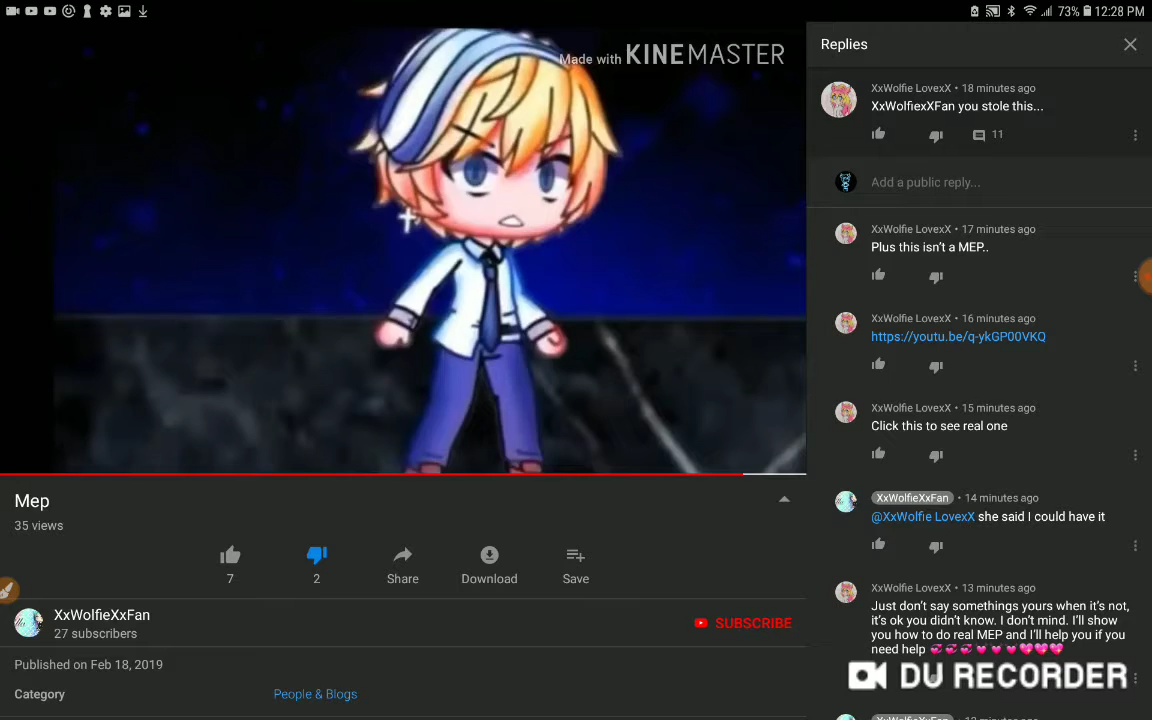 73% 12:28 PM
Made with KINEMASTER
Mep
35 views
7
2
Share
Download
Save
XxWolfieXxFan
27 subscribers
SUBSCRIBE
Published on Feb 18, 2019
Category
People & Blogs
Replies
XxWolfie LovexX • 18 minutes ago
XxWolfiexXFan you stole this...
11
Add a public reply...
XxWolfie LovexX • 17 minutes ago
Plus this isn't a MEP..
XxWolfie LovexX • 16 minutes ago
https://youtu.be/q-ykGP00VKQ
XxWolfie LovexX • 15 minutes ago
Click this to see real one
XxWolfieXxFan • 14 minutes ago
@XxWolfie LovexX she said I could have it
XxWolfie LovexX • 13 minutes ago
Just don't say somethings yours when it's not,
it's ok you didn't know. I don't mind. I'll show
you how to do real MEP and I'll help you if you
need help 💞💞💞💗💗💗💖💖💖
DU RECORDER